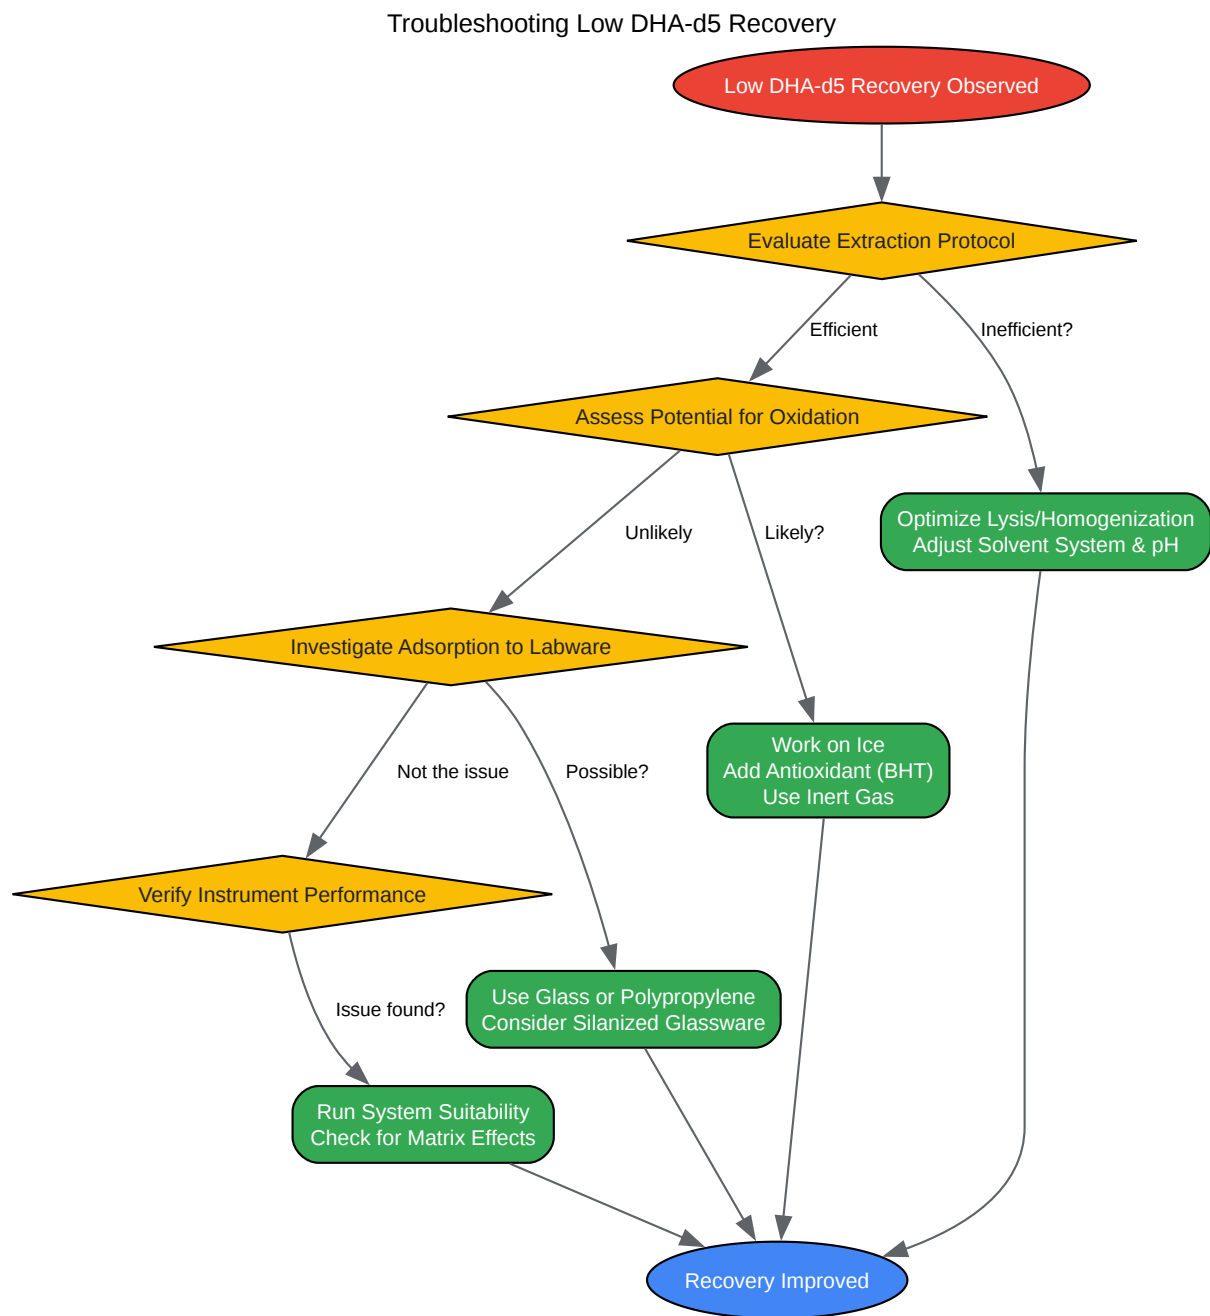 Troubleshooting Low DHA-d5 Recovery
Low DHA-d5 Recovery Observed
Evaluate Extraction Protocol
Efficient
Inefficient?
Assess Potential for Oxidation
Optimize Lysis/Homogenization
Adjust Solvent System & pH
Unlikely
Likely?
Investigate Adsorption to Labware
Work on Ice
Add Antioxidant (BHT)
Use Inert Gas
Not the issue
Possible?
Verify Instrument Performance
Use Glass or Polypropylene
Consider Silanized Glassware
Issue found?
Run System Suitability
Check for Matrix Effects
Recovery Improved